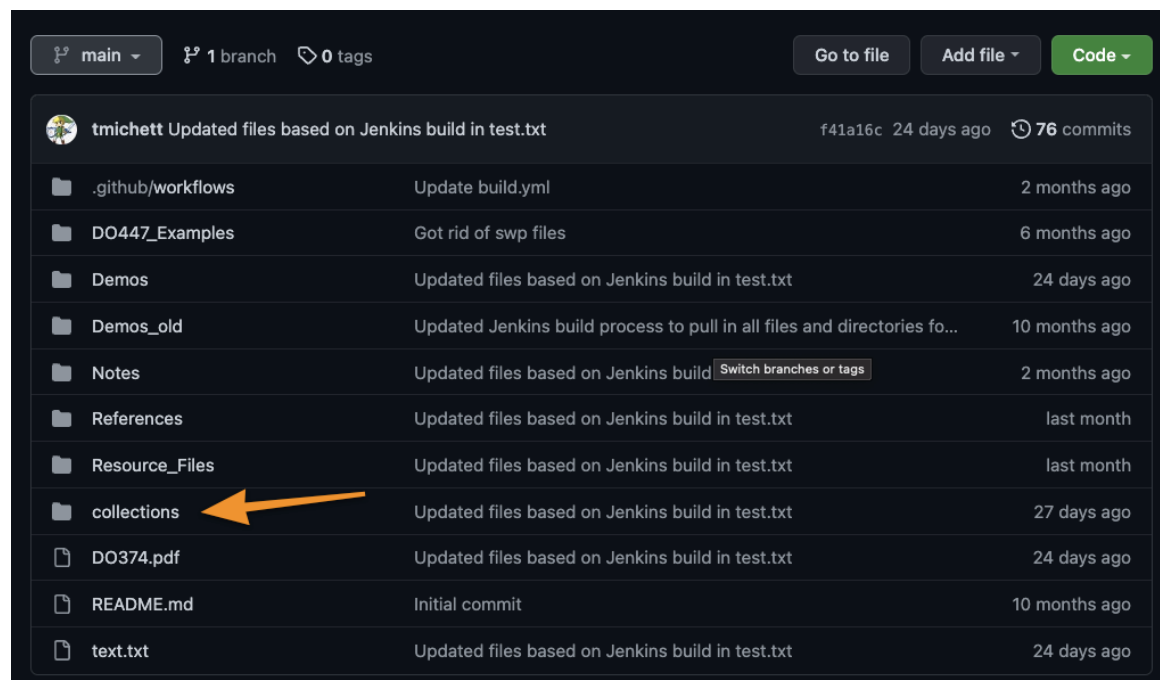 main 1 branch 0 tags Go to file Add file Code
tmichett Updated files based on Jenkins build in test.txt f41a16c 24 days ago 76 commits
.github/workflows Update build.yml 2 months ago
DO447_Examples Got rid of swp files 6 months ago
Demos Updated files based on Jenkins build in test.txt 24 days ago
Demos_old Updated Jenkins build process to pull in all files and directories fo... 10 months ago
Notes Updated files based on Jenkins build Switch branches or tags 2 months ago
References Updated files based on Jenkins build in test.txt last month
Resource_Files Updated files based on Jenkins build in test.txt last month
collections Updated files based on Jenkins build in test.txt 27 days ago
DO374.pdf Updated files based on Jenkins build in test.txt 24 days ago
README.md Initial commit 10 months ago
text.txt Updated files based on Jenkins build in test.txt 24 days ago